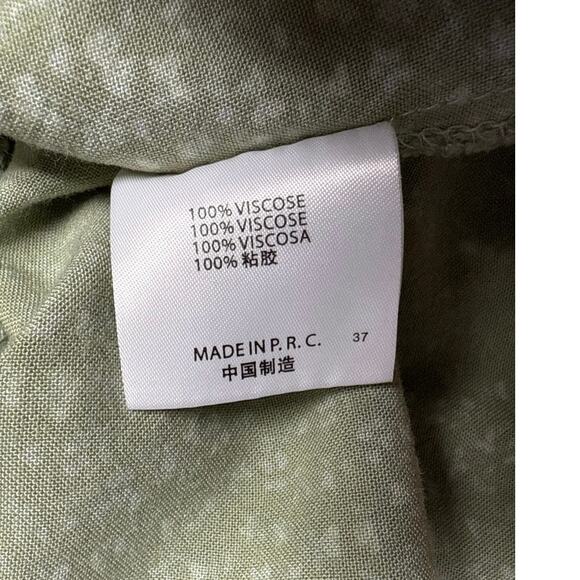 100% VISCOSE
100% VISCOSE
100% VISCOSA
100% 粘胶
MADE IN P. R. C. 37
中国制造